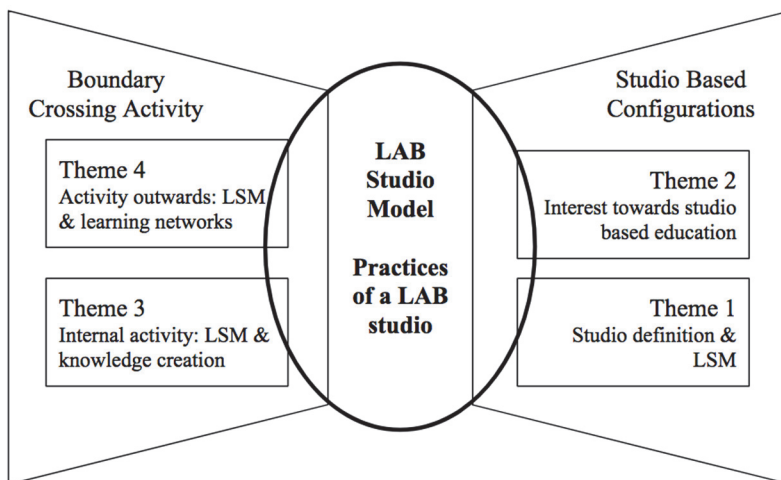 Boundary
Crossing Activity
Theme 4
Activity outwards: LSM
& learning networks
Theme 3
Internal activity: LSM &
knowledge creation
LAB
Studio
Model
Practices
of a LAB
studio
Studio Based
Configurations
Theme 2
Interest towards studio
based education
Theme 1
Studio definition &
LSM